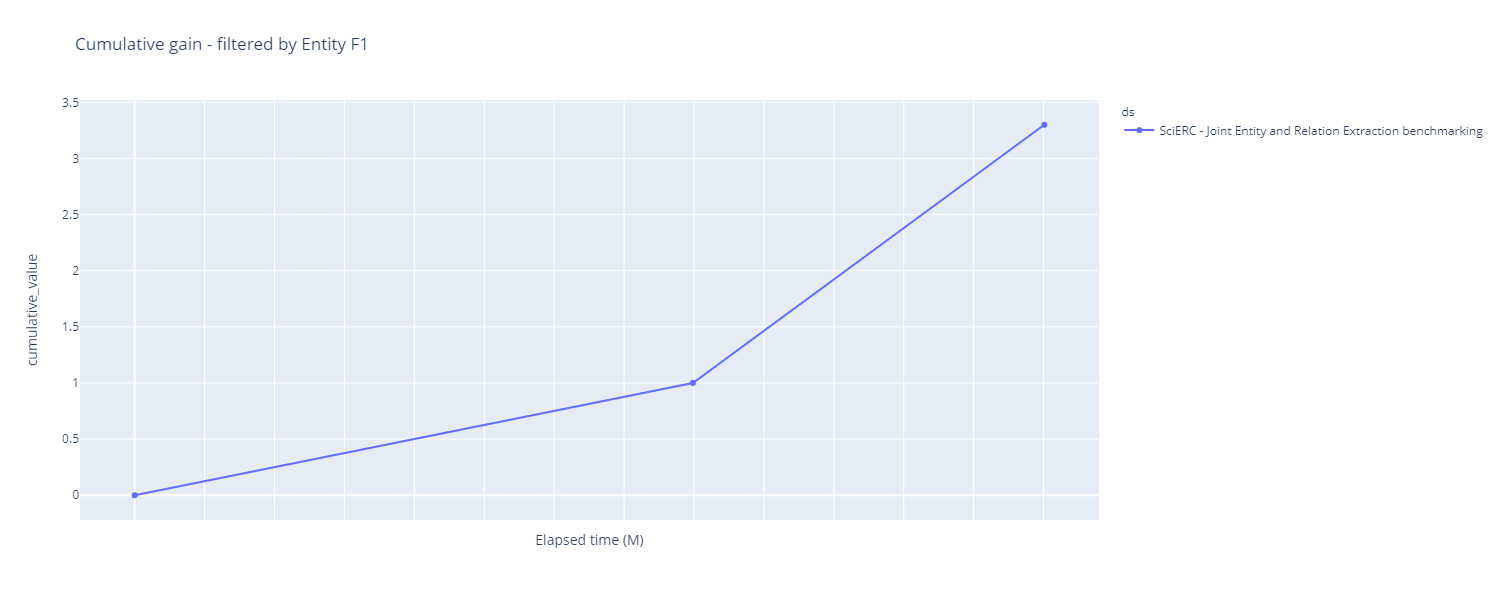 Cumulative gain - filtered by Entity F1
ds
SciERC - Joint Entity and Relation Extraction benchmarking
3.5
3
2.5
2
1.5
1
0.5
0
cumulative_value
Elapsed time (M)